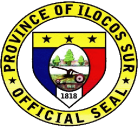 PROVINCE OF ILOCOS SUR
1818
OFFICIAL SEAL